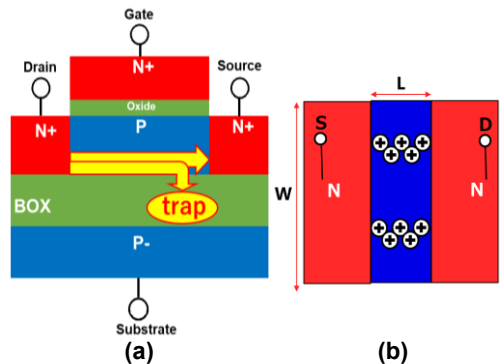 Gate
Drain
Source
N+
Oxide
N+
P
N+
BOX
trap
P-
Substrate
(a)
L
W
S
D
N
N
+ + + + +
+ + + + +
(b)